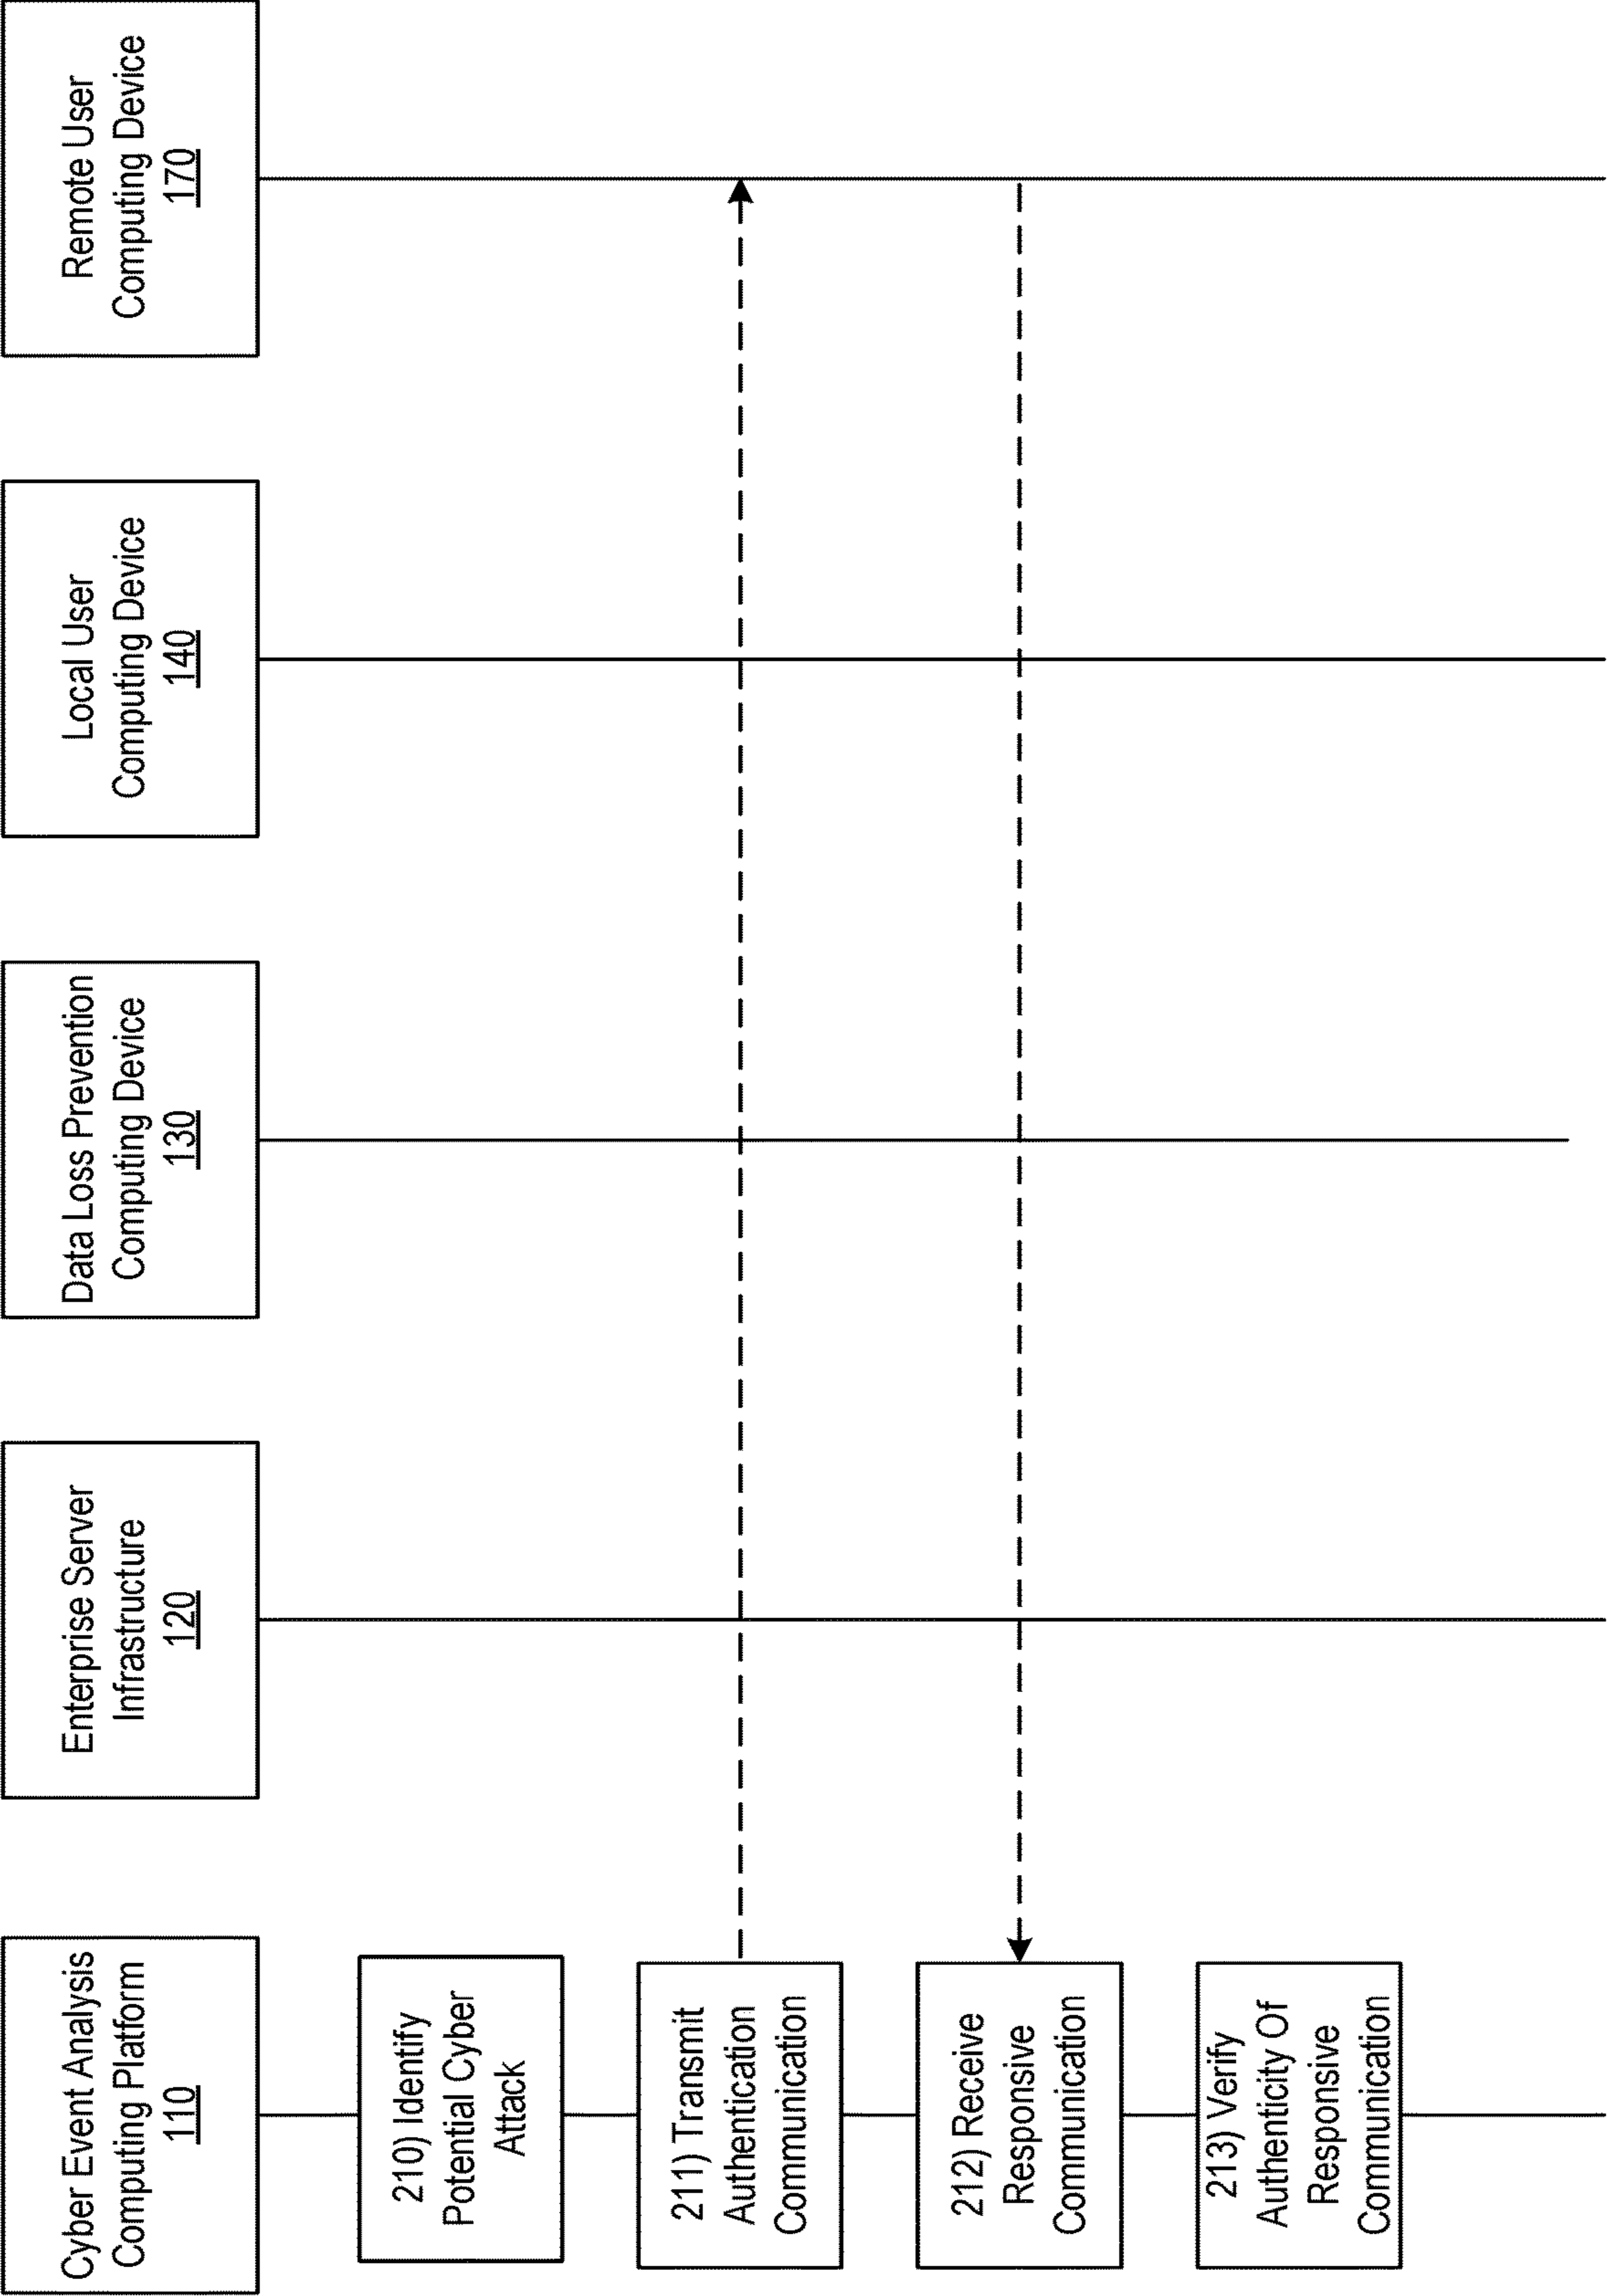 Cyber Event Analysis
Computing Platform
110
Enterprise Server
Infrastructure
120
Data Loss Prevention
Computing Device
130
Local User
Computing Device
140
Remote User
Computing Device
170
210) Identify
Potential Cyber
Attack
211) Transmit
Authentication
Communication
212) Receive
Responsive
Communication
213) Verify
Authenticity Of
Responsive
Communication